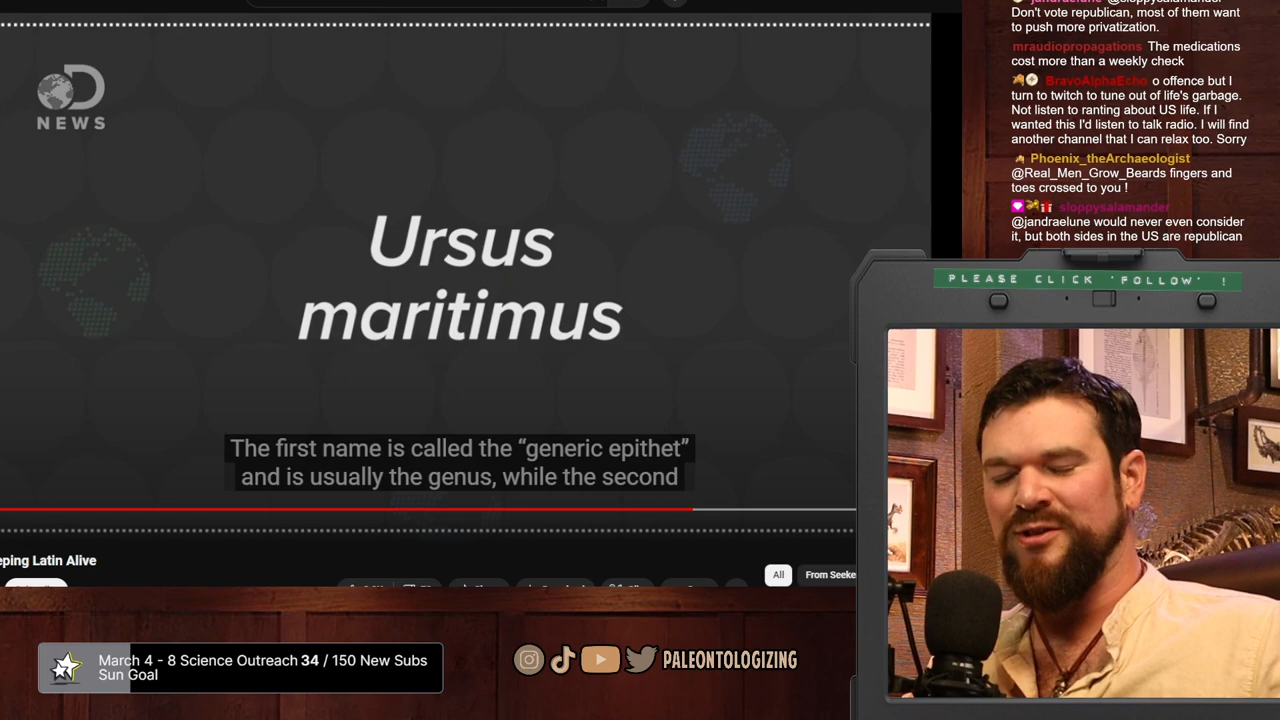 NEWS
Ursus
maritimus
The first name is called the “generic epithet”
and is usually the genus, while the second
eping Latin Alive
All
From Seeke
March 4 - 8 Science Outreach 34 / 150 New Subs
Sun Goal
PALEONTOLOGIZING
Don't vote republican, most of them want
to push more privatization.
mraudiopropagations The medications
cost more than a weekly check
BravoAlphaEcho o offence but I
turn to twitch to tune out of life's garbage.
Not listen to ranting about US life. If I
wanted this I'd listen to talk radio. I will find
another channel that I can relax too. Sorry
Phoenix_theArchaeologist
@Real_Men_Grow_Beards fingers and
toes crossed to you !
sloppysalamander
@jandraelune would never even consider
it, but both sides in the US are republican
PLEASE CLICK 'FOLLOW' !